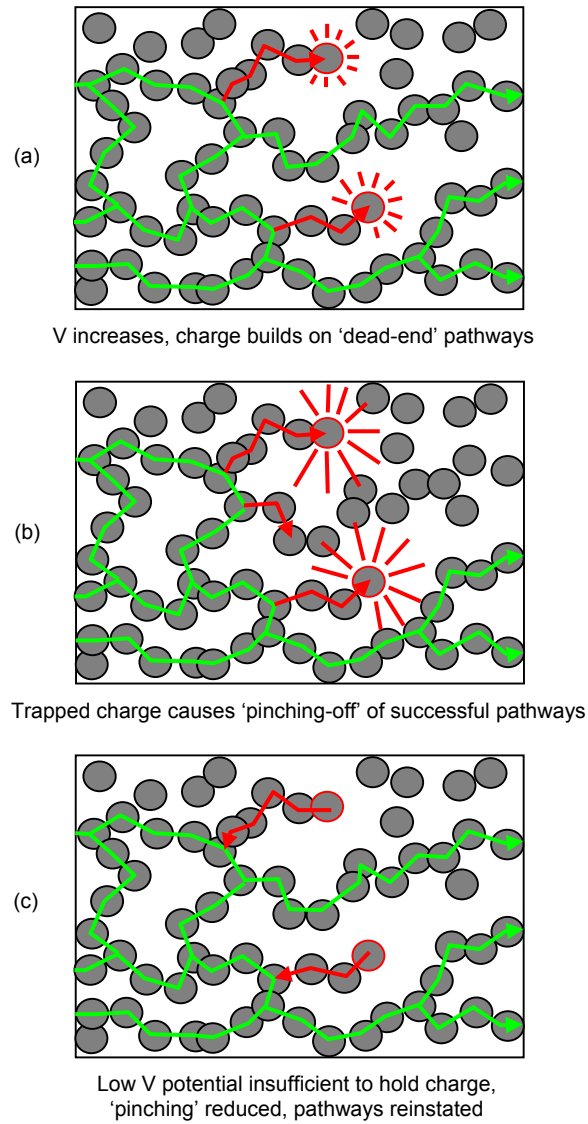 (a)
V increases, charge builds on ‘dead-end’ pathways
(b)
Trapped charge causes ‘pinching-off’ of successful pathways
(c)
Low V potential insufficient to hold charge,
‘pinching’ reduced, pathways reinstated